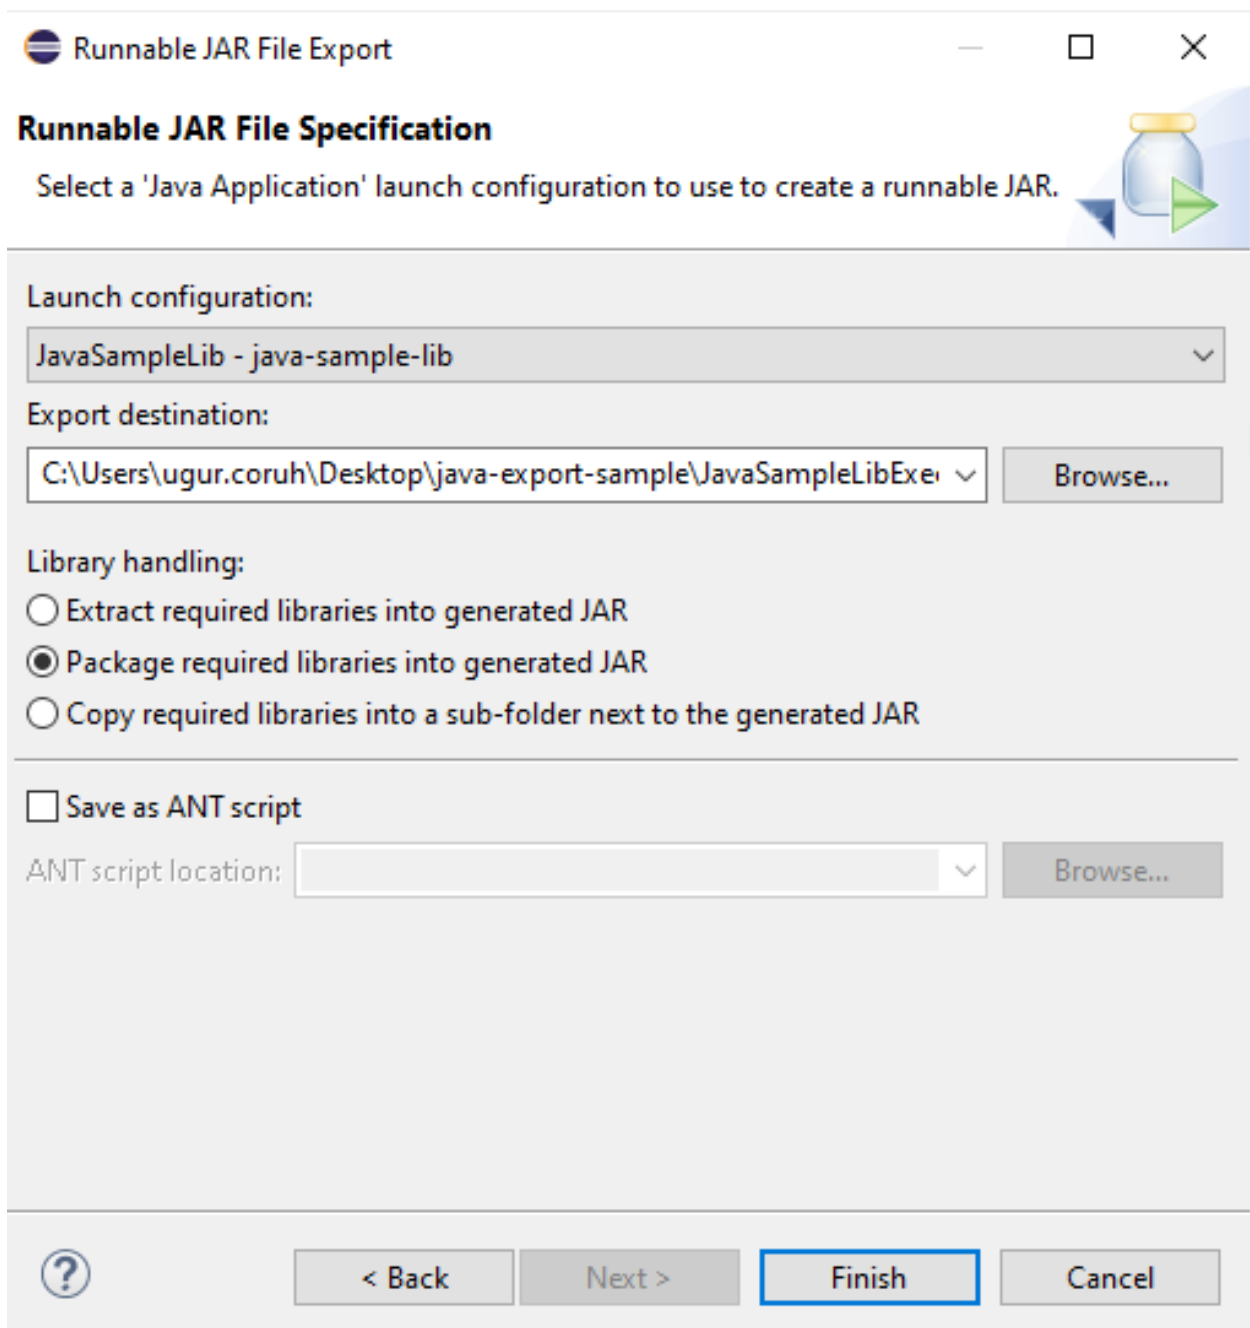 Runnable JAR File Export
Runnable JAR File Specification
Select a 'Java Application' launch configuration to use to create a runnable JAR.
Launch configuration:
JavaSampleLib - java-sample-lib
Export destination:
C:\Users\ugur.coruh\Desktop\java-export-sample\JavaSampleLibExe Browse...
Library handling:
Extract required libraries into generated JAR
Package required libraries into generated JAR
Copy required libraries into a sub-folder next to the generated JAR
Save as ANT script
ANT script location: Browse...
? < Back Next > Finish Cancel